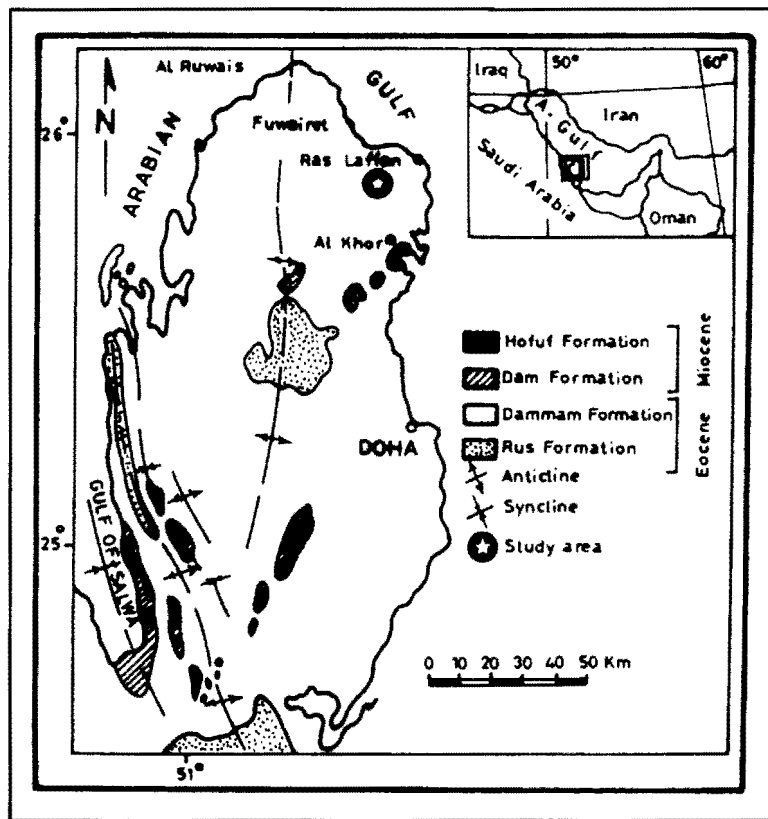 Al Ruwais
GULF
Fuwairet
ARABIAN
Ras Laffan
Al Khor
DOHA
GULF OF SALWA
N
26°
25°
51°
Iraq
50°
60°
A. Gulf
Iran
Saudi Arabia
Oman
Hofuf Formation
Dam Formation
Miocene
Dammam Formation
Rus Formation
Eocene
Anticline
Syncline
Study area
0 10 20 30 40 50 Km